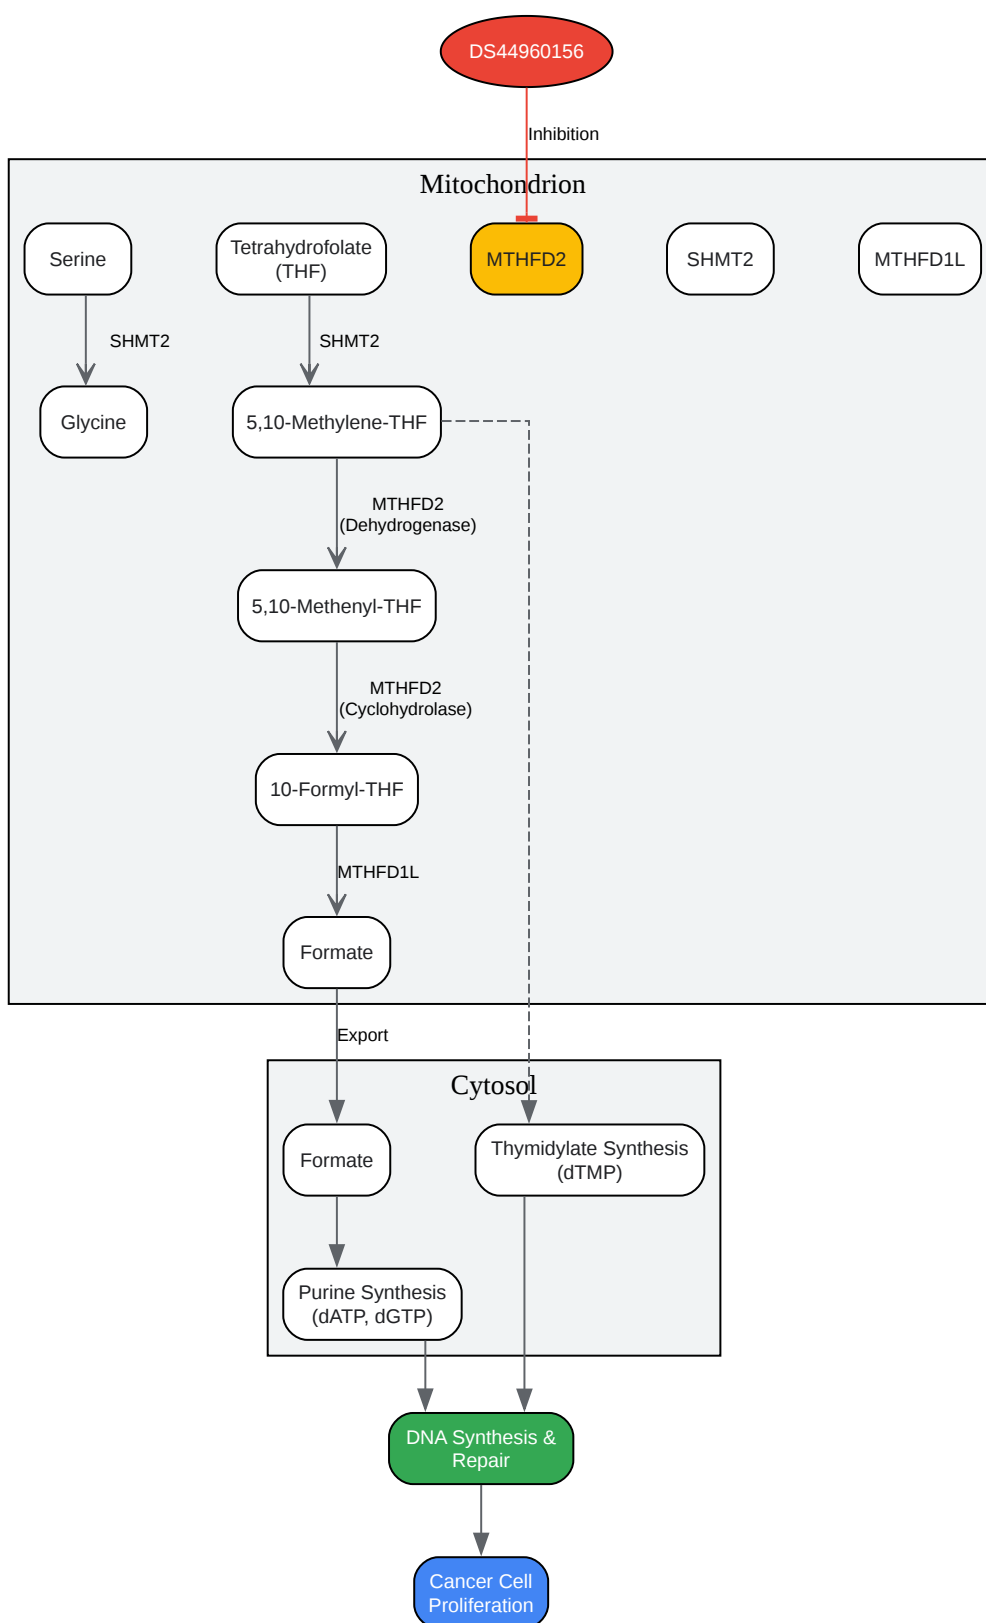 DS44960156
Inhibition
Mitochondrion
Serine
Tetrahydrofolate
(THF)
MTHFD2
SHMT2
MTHFD1L
SHMT2
SHMT2
Glycine
5,10-Methylene-THF
MTHFD2
(Dehydrogenase)
5,10-Methenyl-THF
MTHFD2
(Cyclohydrolase)
10-Formyl-THF
MTHFD1L
Formate
Export
Cytosol
Formate
Thymidylate Synthesis
(dTMP)
Purine Synthesis
(dATP, dGTP)
DNA Synthesis &
Repair
Cancer Cell
Proliferation